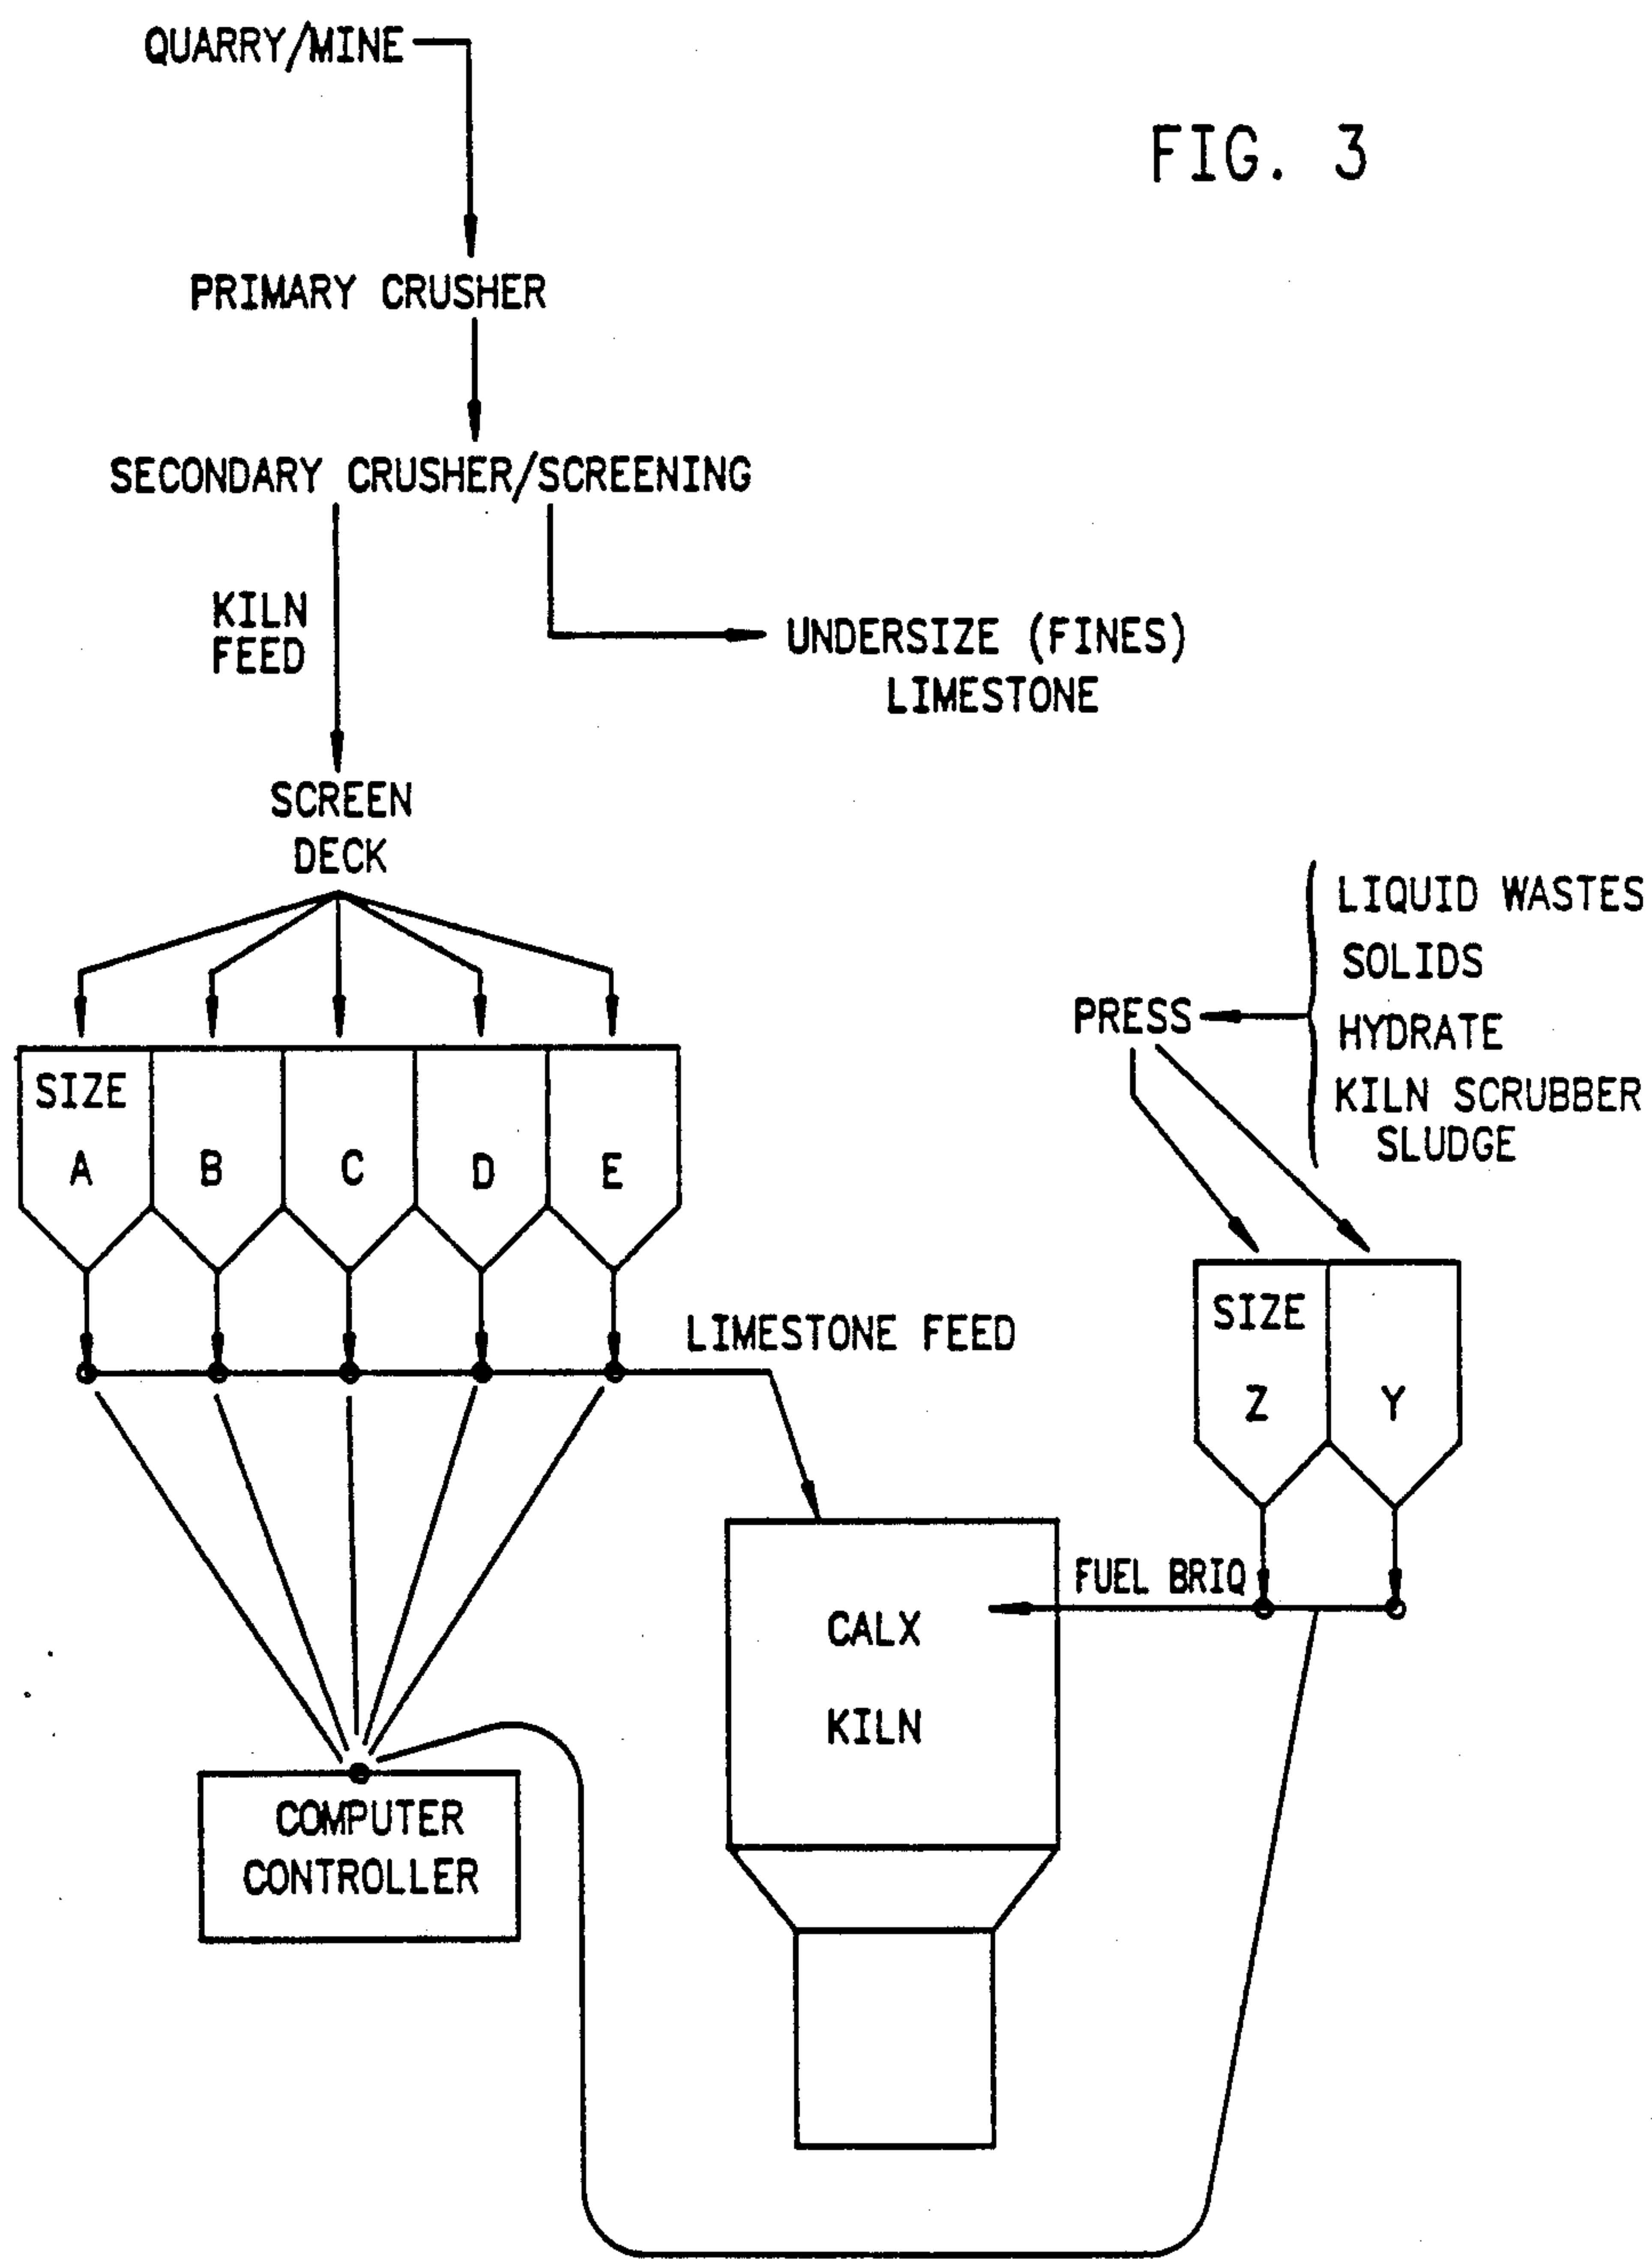 QUARRY/MINE
FIG. 3
PRIMARY CRUSHER
SECONDARY CRUSHER/SCREENING
KILN
FEED
UNDERSIZE (FINES)
LIMESTONE
SCREEN
DECK
LIQUID WASTES
SOLIDS
PRESS
HYDRATE
KILN SCRUBBER
SLUDGE
SIZE
A B C D E
LIMESTONE FEED
SIZE
Z Y
FUEL BRIQ
CALX
KILN
COMPUTER
CONTROLLER